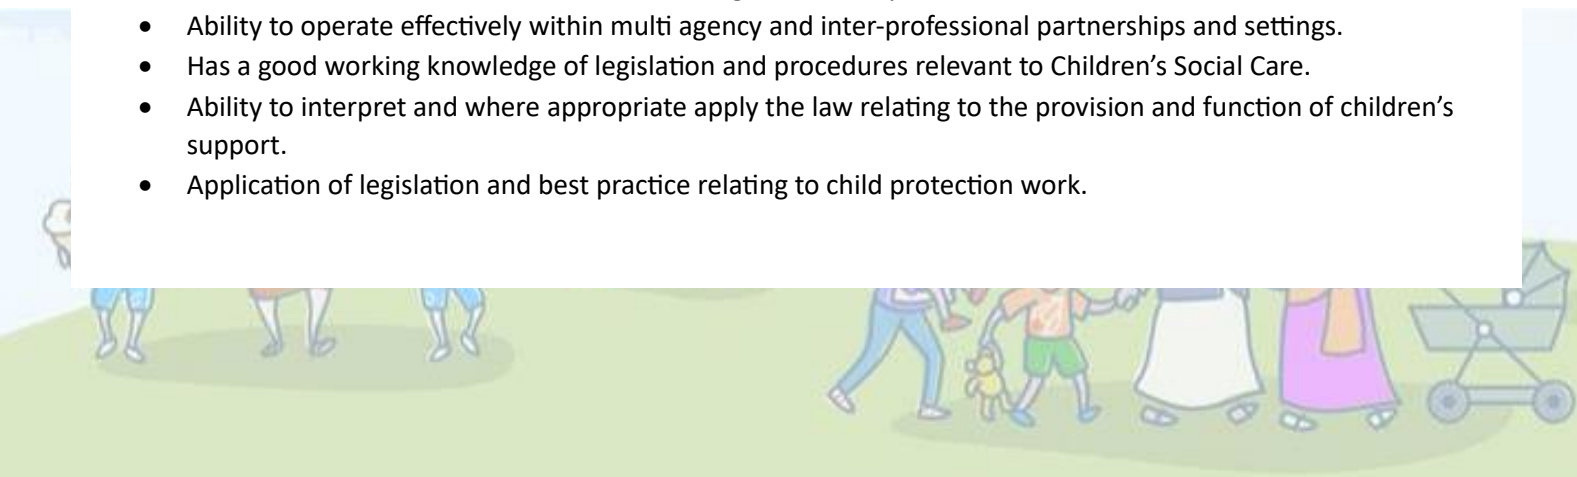 • Ability to operate effectively within multi agency and inter-professional partnerships and settings.
• Has a good working knowledge of legislation and procedures relevant to Children’s Social Care.
• Ability to interpret and where appropriate apply the law relating to the provision and function of children’s
support.
• Application of legislation and best practice relating to child protection work.